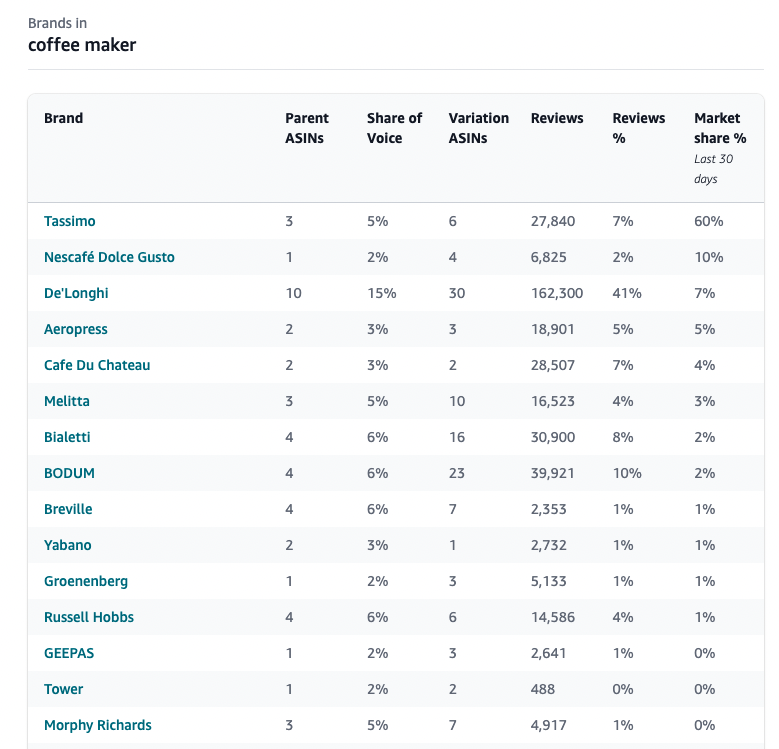 Brands in
coffee maker
Brand Parent ASINs Share of Voice Variation ASINs Reviews Reviews % Market share % Last 30 days
Tassimo 3 5% 6 27,840 7% 60%
Nescafé Dolce Gusto 1 2% 4 6,825 2% 10%
De'Longhi 10 15% 30 162,300 41% 7%
Aeropress 2 3% 3 18,901 5% 5%
Cafe Du Chateau 2 3% 2 28,507 7% 4%
Melitta 3 5% 10 16,523 4% 3%
Bialetti 4 6% 16 30,900 8% 2%
BODUM 4 6% 23 39,921 10% 2%
Breville 4 6% 7 2,353 1% 1%
Yabano 2 3% 1 2,732 1% 1%
Groenenberg 1 2% 3 5,133 1% 1%
Russell Hobbs 4 6% 6 14,586 4% 1%
GEEPAS 1 2% 3 2,641 1% 0%
Tower 1 2% 2 488 0% 0%
Morphy Richards 3 5% 7 4,917 1% 0%